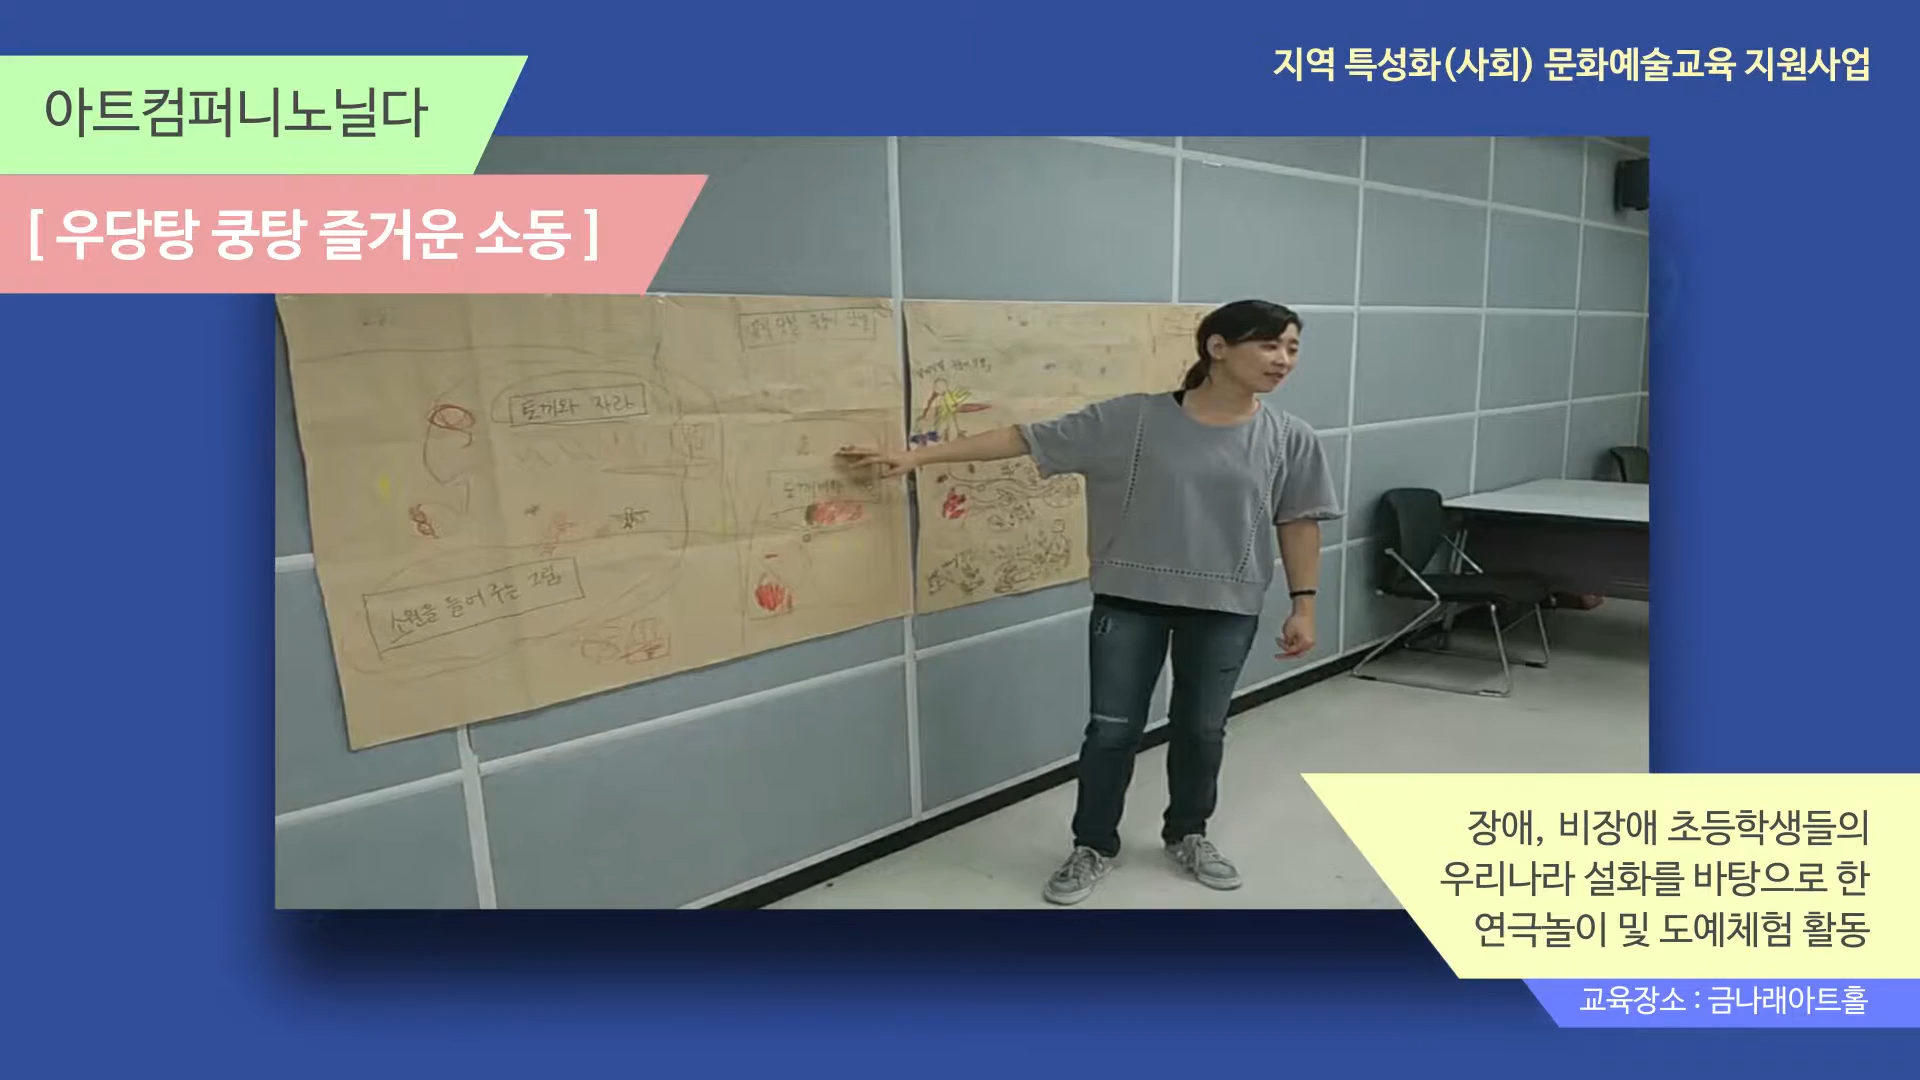 지역 특성화(사회) 문화예술교육 지원사업
아트컴퍼니노닐다
[ 우당탕 쿵탕 즐거운 소동 ]
토끼와 자라
소원을 들어 주는 그림
장애, 비장애 초등학생들의
우리나라 설화를 바탕으로 한
연극놀이 및 도예체험 활동
교육장소 : 금나래아트홀